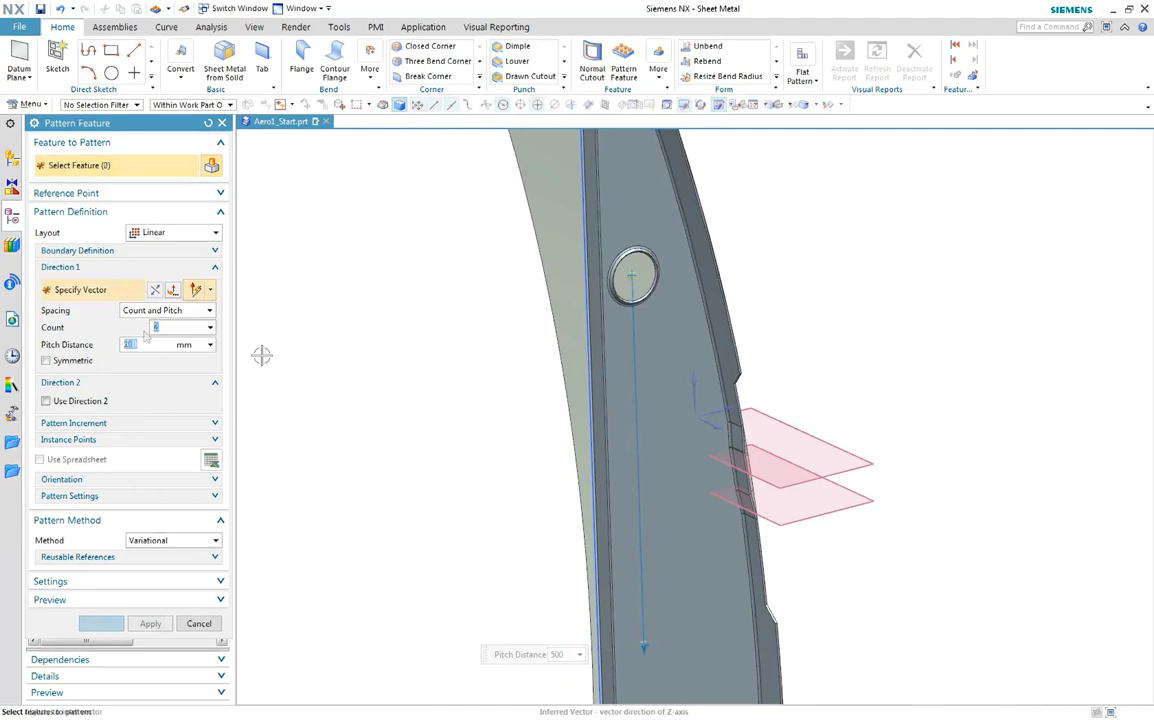 NX
Switch Window
Window
Siemens NX - Sheet Metal
SIEMENS
File
Home
Assemblies
Curve
Analysis
View
Render
Tools
PMI
Application
Visual Reporting
Find a Command
Datum Plane
Sketch
Direct Sketch
Convert
Sheet Metal from Solid
Tab
Basic
Flange
Contour Flange
More
Bend
Closed Corner
Three Bend Corner
Break Corner
Corner
Dimple
Louver
Drawn Cutout
Punch
Normal Cutout
Pattern Feature
More
Feature
Unbend
Rebend
Resize Bend Radius
Form
Flat Pattern
Activate Report
Refresh Report
Deactivate Report
Visual Reports
Featur...
Menu
No Selection Filter
Within Work Part O
Pattern Feature
Aero1_Start.prt
Feature to Pattern
Select Feature (0)
Reference Point
Pattern Definition
Layout
Linear
Boundary Definition
Direction 1
Specify Vector
Spacing
Count and Pitch
Count
Pitch Distance
mm
Symmetric
Direction 2
Use Direction 2
Pattern Increment
Instance Points
Use Spreadsheet
Orientation
Pattern Settings
Pattern Method
Method
Variational
Reusable References
Settings
Preview
Apply
Cancel
Pitch Distance 500
Dependencies
Details
Preview
Inferred Vector - vector direction of Z-axis